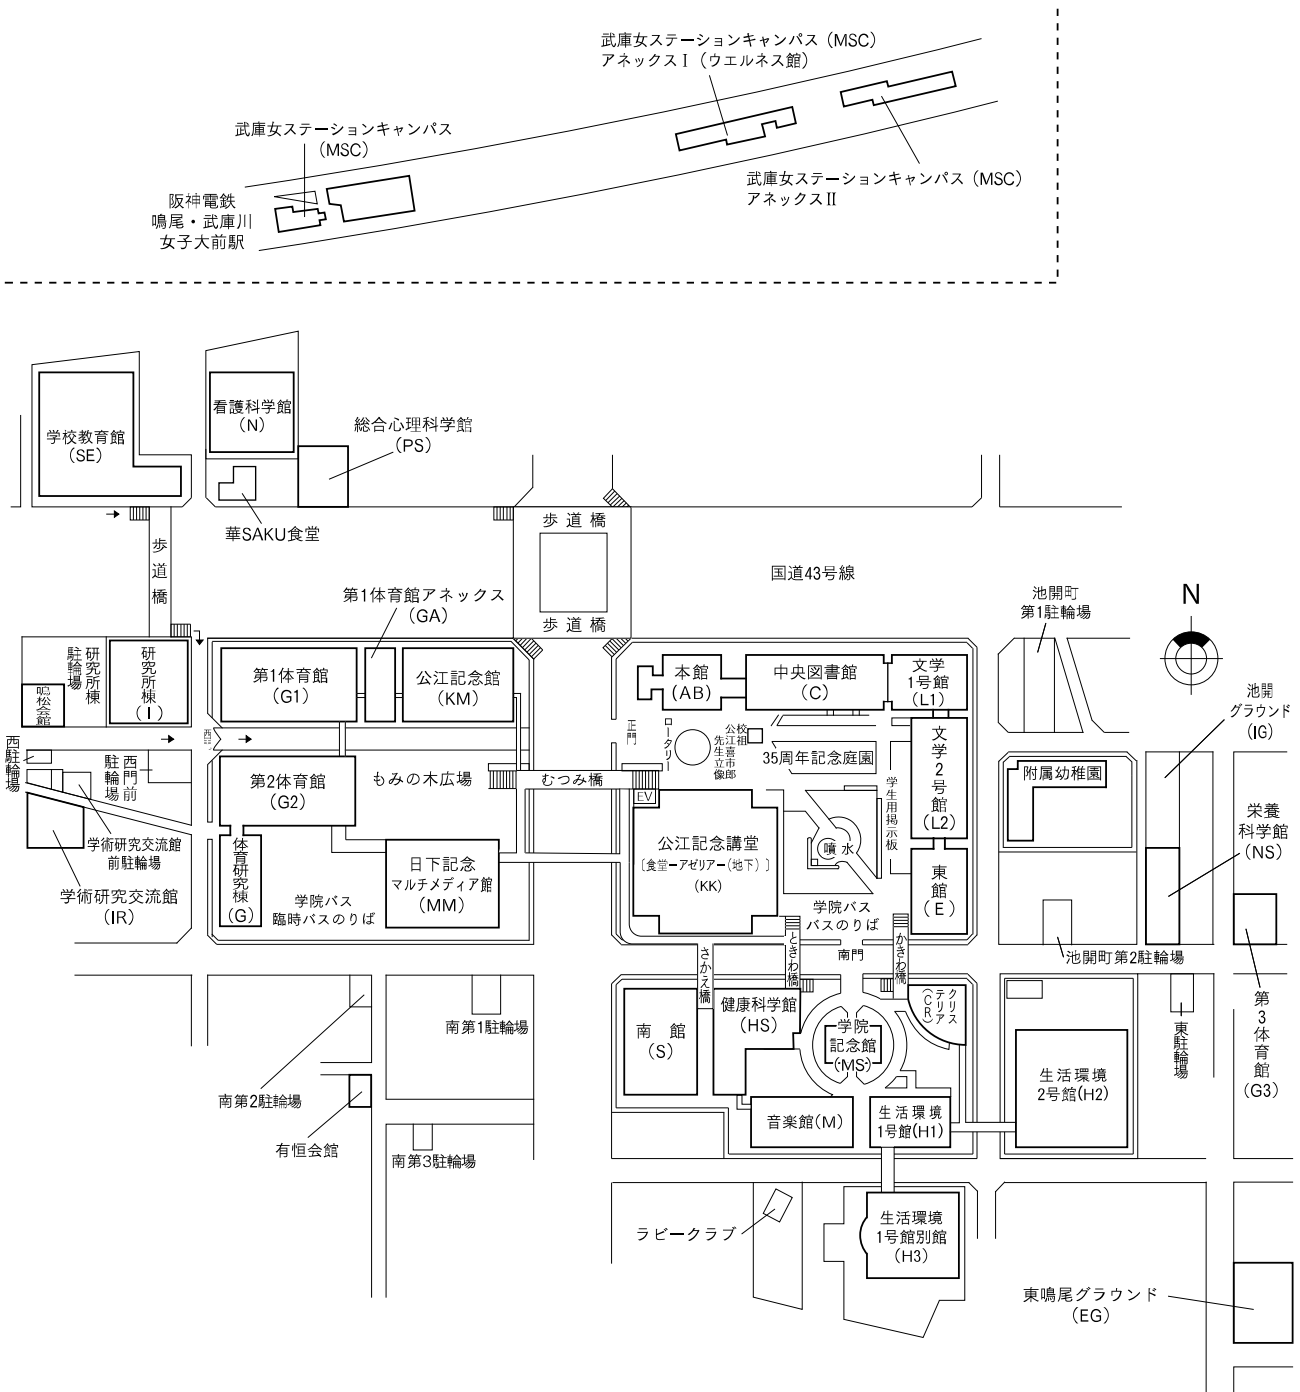 武庫女ステーションキャンパス（MSC）
アネックスⅠ（ウエルネス館）
武庫女ステーションキャンパス
（MSC）
武庫女ステーションキャンパス（MSC）
アネックスⅡ
阪神電鉄
鳴尾・武庫川
女子大前駅
学校教育館
（SE）
看護科学館
（N）
総合心理科学館
（PS）
華SAKU食堂
歩道橋
歩道橋
歩道橋
国道43号線
池開町
第1駐輪場
N
第1体育館アネックス
（GA）
研究所棟
駐輪場
鳴松会館
研究所棟
（I）
第1体育館
（G1）
公江記念館
（KM）
本館
（AB）
中央図書館
（C）
文学
1号館
（L1）
池開
グラウンド
（IG）
西駐輪場
西門前
駐輪場
西門
正門
ロータリー
校祖
公江喜市郎
先生立像
35周年記念庭園
文学2号館
（L2）
学生用掲示板
附属幼稚園
第2体育館
（G2）
もみの木広場
むつみ橋
EV
栄養
科学館
（NS）
学術研究交流館
前駐輪場
学術研究交流館
（IR）
体育研究棟
（G）
学院バス
臨時バスのりば
日下記念
マルチメディア館
（MM）
公江記念講堂
〔食堂ーアゼリアー（地下）〕
（KK）
噴水
東館
（E）
学院バス
バスのりば
南門
さかえ橋
ときわ橋
かきわ橋
池開町第2駐輪場
南第1駐輪場
南第2駐輪場
有恒会館
南第3駐輪場
南館
（S）
健康科学館
（HS）
学院
記念館
（MS）
クリス
テリア
（CR）
生活環境
2号館（H2）
東駐輪場
第3体育館
（G3）
音楽館（M）
生活環境
1号館（H1）
ラビークラブ
生活環境
1号館別館
（H3）
東鳴尾グラウンド
（EG）